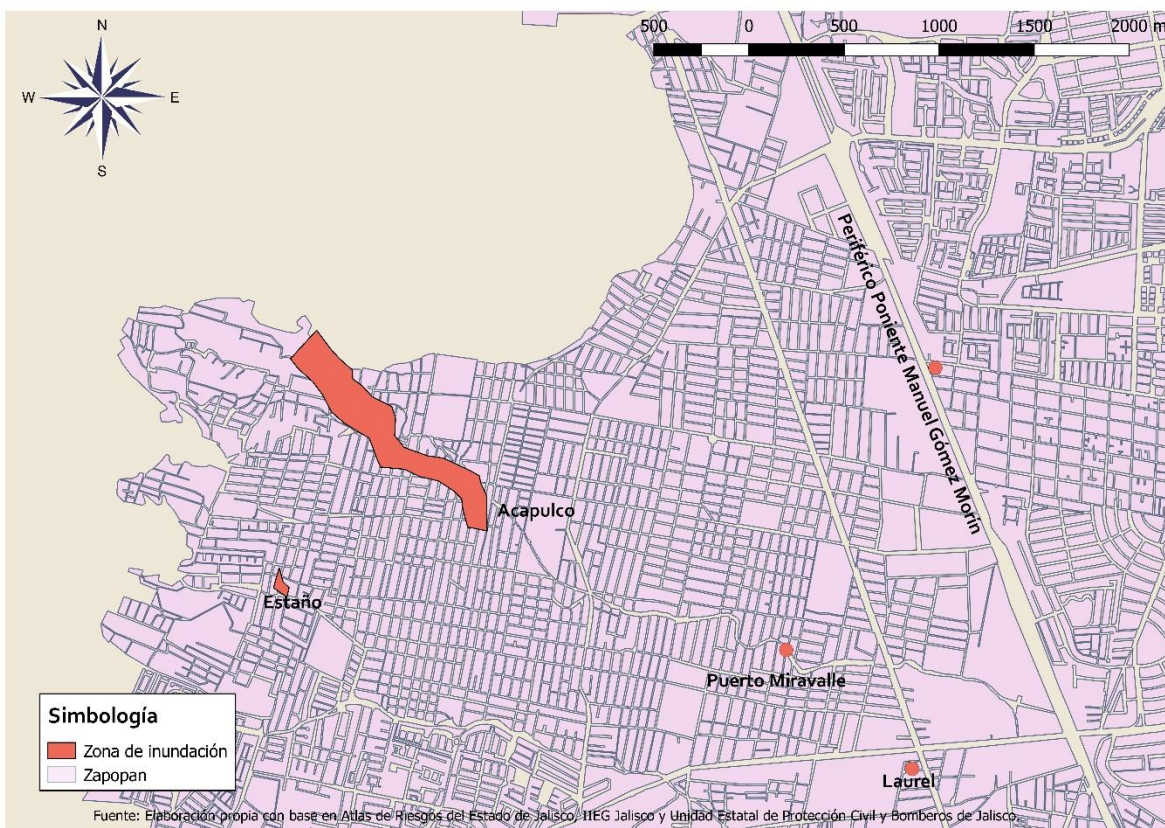 N
W
E
S
500 0 500 1000 1500 2000 m
Periférico Poniente Manuel Gómez Morín
Acapulco
Estaño
Puerto Miravalle
Laurel
Simbología
Zona de inundación
Zapopan
Fuente: Elaboración propia con base en Atlas de Riesgos del Estado de Jalisco, IIEG Jalisco y Unidad Estatal de Protección Civil y Bomberos de Jalisco.